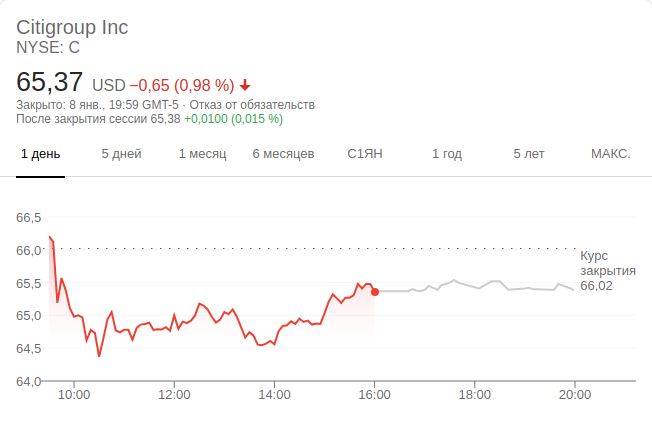 Citigroup Inc
NYSE: C
65,37 USD −0,65 (0,98 %)
Закрыто: 8 янв., 19:59 GMT-5 · Отказ от обязательств
После закрытия сессии 65,38 +0,0100 (0,015 %)
1 день 5 дней 1 месяц 6 месяцев С1ЯН 1 год 5 лет МАКС.
66,5
66,0
Курс
закрытия
66,02
65,5
65,0
64,5
64,0
10:00 12:00 14:00 16:00 18:00 20:00